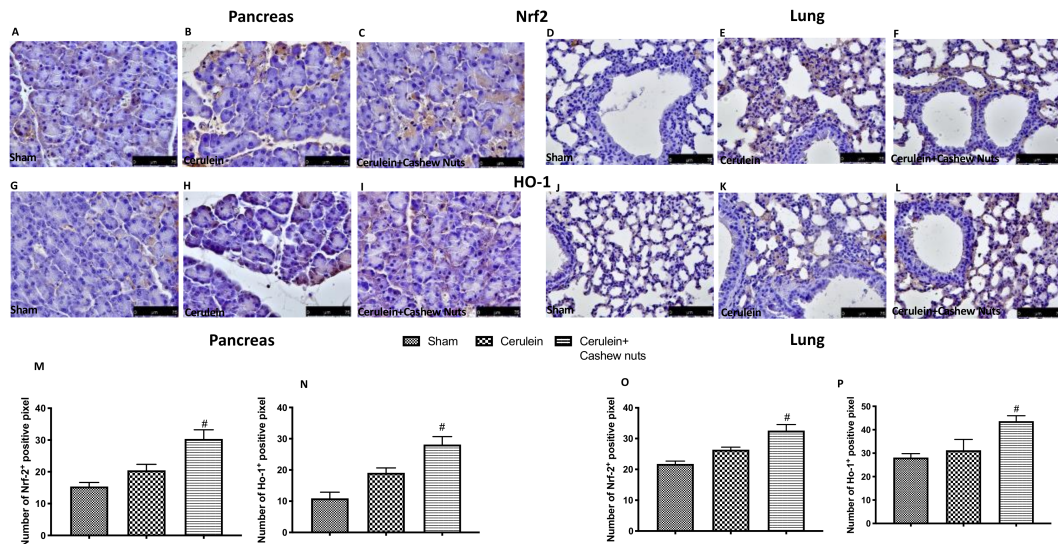 Pancreas Nrf2 Lung
A B C D E F
Sham Cerulein Cerulein+Cashew Nuts Sham Cerulein Cerulein+Cashew Nuts
HO-1
G H I J K L
Sham Cerulein Cerulein+Cashew Nuts Sham Cerulein Cerulein+Cashew Nuts
Pancreas Sham Cerulein Cerulein+ Lung
Cashew nuts
M
Number of Nrf-2+ positive pixel
40
30
20
10
0
#
N
Number of Ho-1+ positive pixel
40
30
20
10
0
#
O
Number of Nrf-2+ positive pixel
40
30
20
10
0
#
P
Number of Ho-1+ positive pixel
50
40
30
20
10
0
#